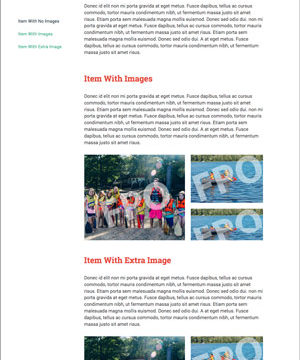 Item With No Images
Item With Images
Item With Extra Image
Donec id elit non mi porta gravida at eget metus. Fusce dapibus, tellus ac cursus
commodo, tortor mauris condimentum nibh, ut fermentum massa justo sit amet
risus. Etiam porta sem malesuada magna mollis euismod. Donec sed odio dui. A
at eget metus. Fusce dapibus, tellus ac cursus commodo, tortor mauris
condimentum nibh, ut fermentum massa justo sit amet risus. Etiam porta sem
malesuada magna mollis euismod. Donec sed odio dui. A at eget metus. Fusce
dapibus, tellus ac cursus commodo, tortor mauris condimentum nibh, ut
fermentum massa justo sit amet risus.
Item With Images
Donec id elit non mi porta gravida at eget metus. Fusce dapibus, tellus ac cursus
commodo, tortor mauris condimentum nibh, ut fermentum massa justo sit amet
risus. Etiam porta sem malesuada magna mollis euismod. Donec sed odio dui. A
at eget metus. Fusce dapibus, tellus ac cursus commodo, tortor mauris
condimentum nibh, ut fermentum massa justo sit amet risus. Etiam porta sem
malesuada magna mollis euismod. Donec sed odio dui. A at eget metus. Fusce
dapibus, tellus ac cursus commodo, tortor mauris condimentum nibh, ut
fermentum massa justo sit amet risus.
Item With Extra Image
Donec id elit non mi porta gravida at eget metus. Fusce dapibus, tellus ac cursus
commodo, tortor mauris condimentum nibh, ut fermentum massa justo sit amet
risus. Etiam porta sem malesuada magna mollis euismod. Donec sed odio dui. A
at eget metus. Fusce dapibus, tellus ac cursus commodo, tortor mauris
condimentum nibh, ut fermentum massa justo sit amet risus. Etiam porta sem
malesuada magna mollis euismod. Donec sed odio dui. A at eget metus. Fusce
dapibus, tellus ac cursus commodo, tortor mauris condimentum nibh, ut
fermentum massa justo sit amet risus.